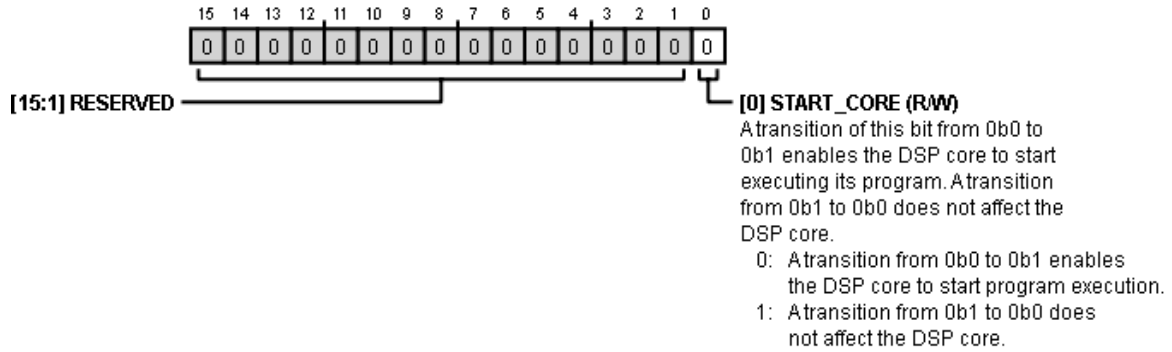 15 14 13 12 11 10 9 8 7 6 5 4 3 2 1 0
0 0 0 0 0 0 0 0 0 0 0 0 0 0 0 0
[15:1] RESERVED
[0] START_CORE (R/W)
A transition of this bit from 0b0 to
0b1 enables the DSP core to start
executing its program. A transition
from 0b1 to 0b0 does not affect the
DSP core.
0: A transition from 0b0 to 0b1 enables
the DSP core to start program execution.
1: A transition from 0b1 to 0b0 does
not affect the DSP core.